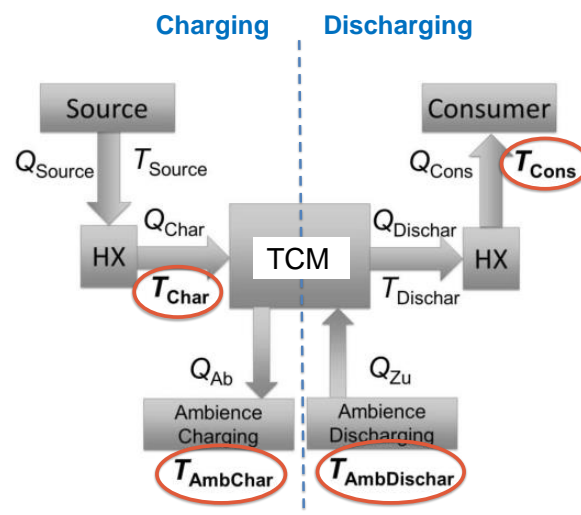 Charging Discharging
Source Consumer
QSource TSource QCons TCons
QChar QDischar
HX TCM HX
TChar TDischar
QAb QZu
Ambience Ambience
Charging Discharging
TAmbChar TAmbDischar